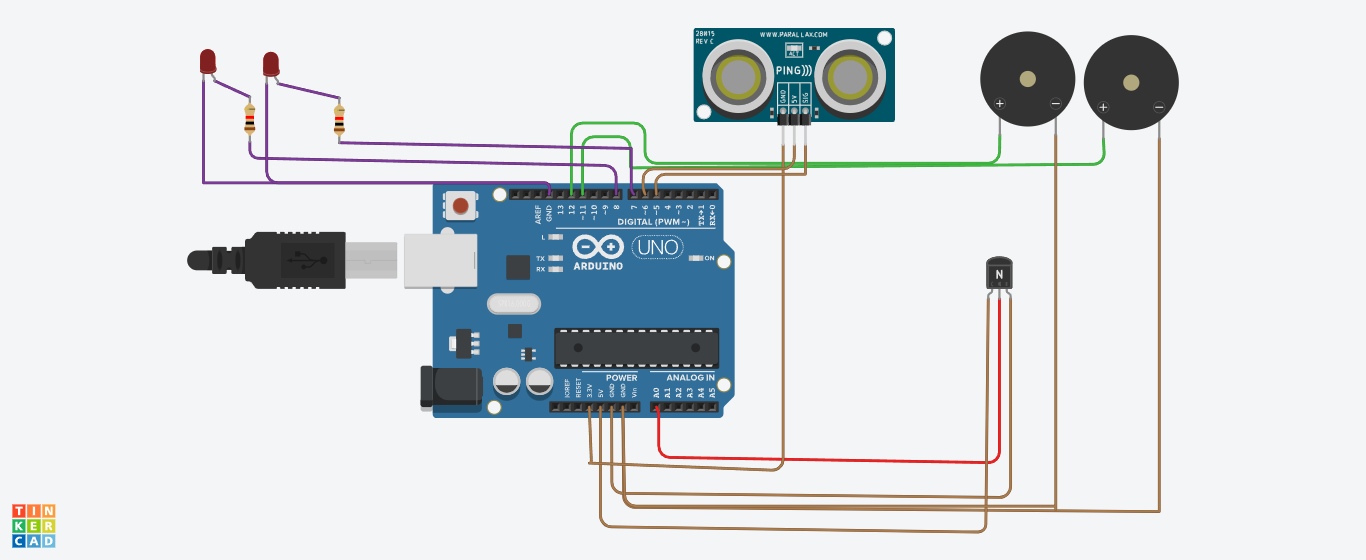 28015
REV C
WWW.PARALLAX.COM
ACT
PING)))
GND
5V
SIG
+
−
+
−
AREF
GND
13
12
~11
~10
~9
8
7
~6
~5
4
~3
2
TX→1
RX←0
DIGITAL (PWM~)
L
TX
RX
ARDUINO
UNO
ON
N
POWER
ANALOG IN
IOREF
RESET
3.3V
5V
GND
GND
Vin
A0
A1
A2
A3
A4
A5
TIN
KER
CAD